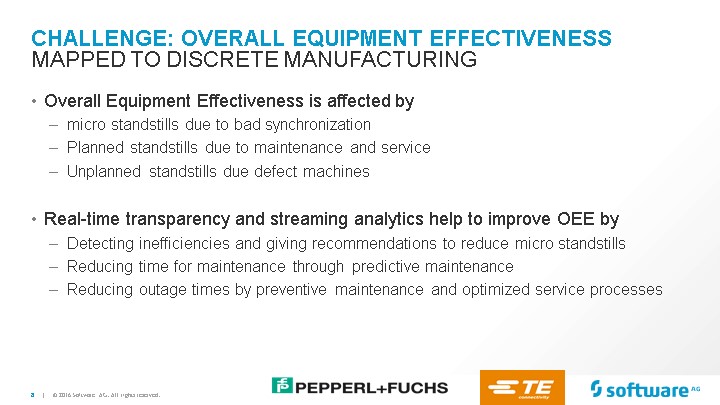 CHALLENGE: OVERALL EQUIPMENT EFFECTIVENESS
MAPPED TO DISCRETE MANUFACTURING
• Overall Equipment Effectiveness is affected by
– micro standstills due to bad synchronization
– Planned standstills due to maintenance and service
– Unplanned standstills due defect machines
• Real-time transparency and streaming analytics help to improve OEE by
– Detecting inefficiencies and giving recommendations to reduce micro standstills
– Reducing time for maintenance through predictive maintenance
– Reducing outage times by preventive maintenance and optimized service processes
8 | © 2016 Software AG. All rights reserved.
PEPPERL+FUCHS
TE
connectivity
software AG